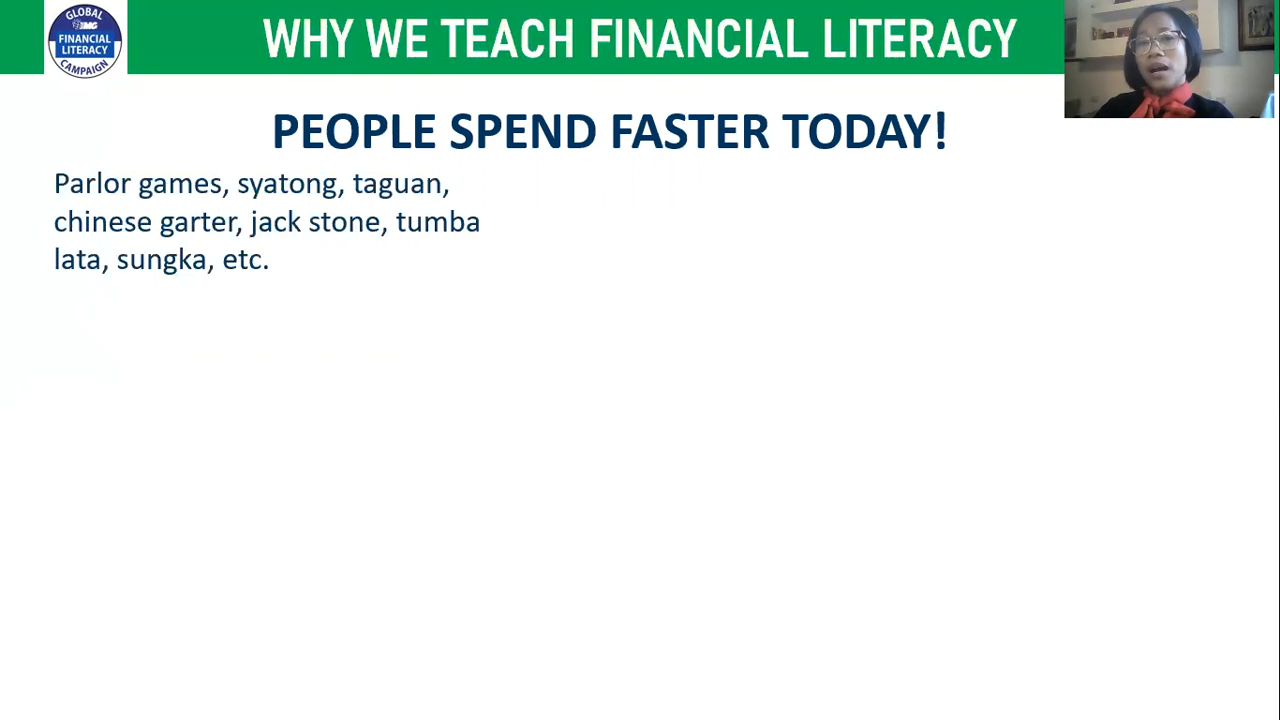 GLOBAL
IMG
FINANCIAL
LITERACY
CAMPAIGN
WHY WE TEACH FINANCIAL LITERACY
PEOPLE SPEND FASTER TODAY!
Parlor games, syatong, taguan,
chinese garter, jack stone, tumba
lata, sungka, etc.